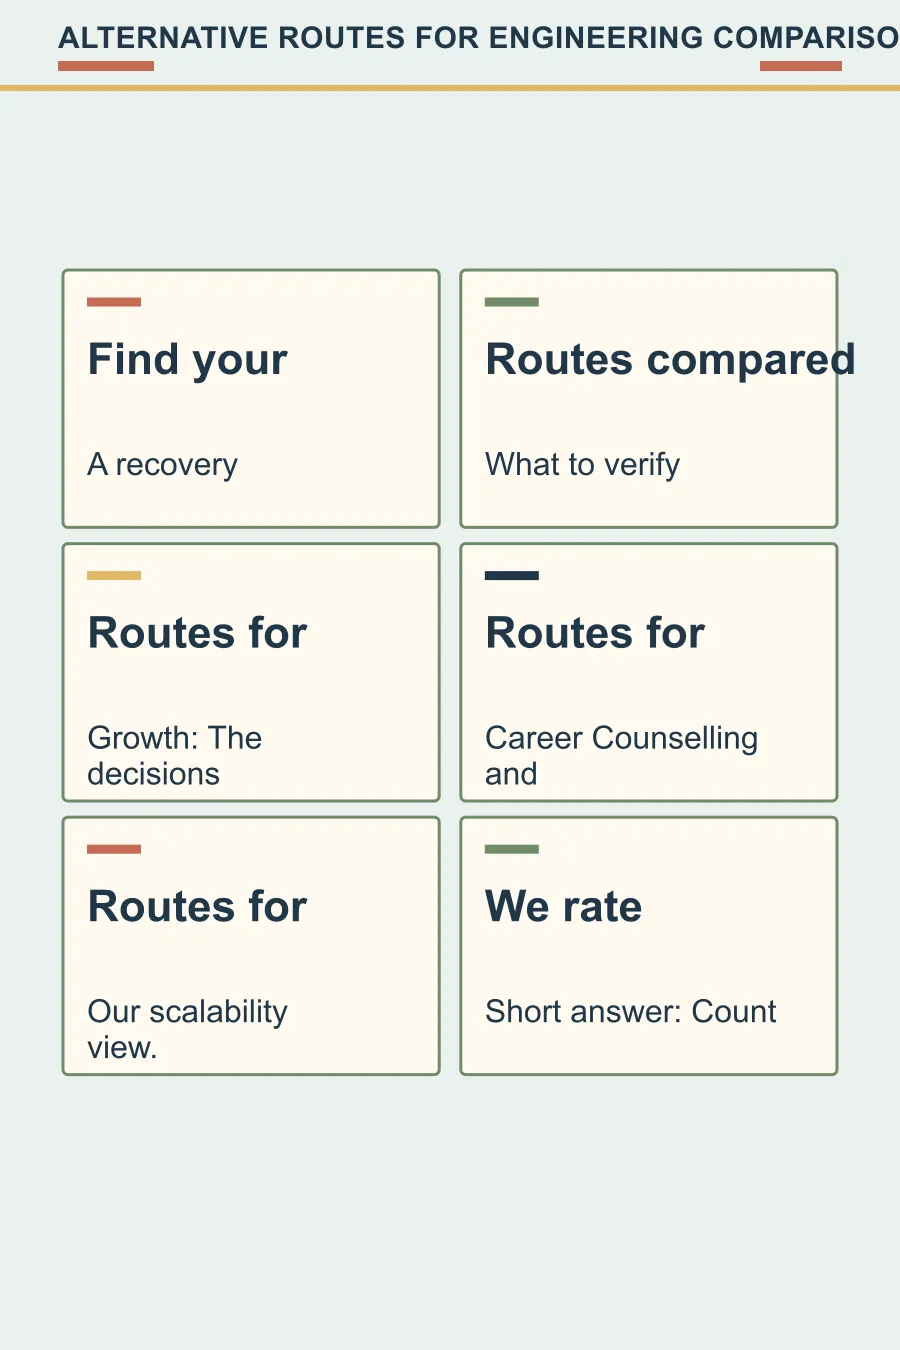 ALTERNATIVE ROUTES FOR ENGINEERING COMPARISO
Find your
A recovery
Routes compared
What to verify
Routes for
Growth: The
decisions
Routes for
Career Counselling
and
Routes for
Our scalability
view.
We rate
Short answer: Count